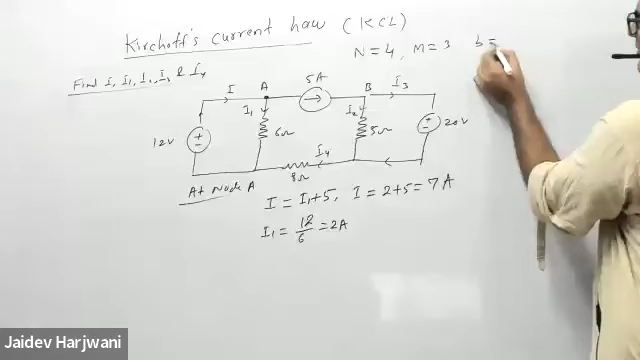 Kirchoff's Current Law (KCL)
N = 4, M = 3 b =
Find I, I₁, I₂, I₃ & I₄
I A 5A B I₃
I₁ I₂
12V + - 6Ω 5Ω + - 20V
I₄
8Ω
At Node A
I = I₁ + 5, I = 2 + 5 = 7 A
I₁ = 12/6 = 2A
Jaidev Harjwani